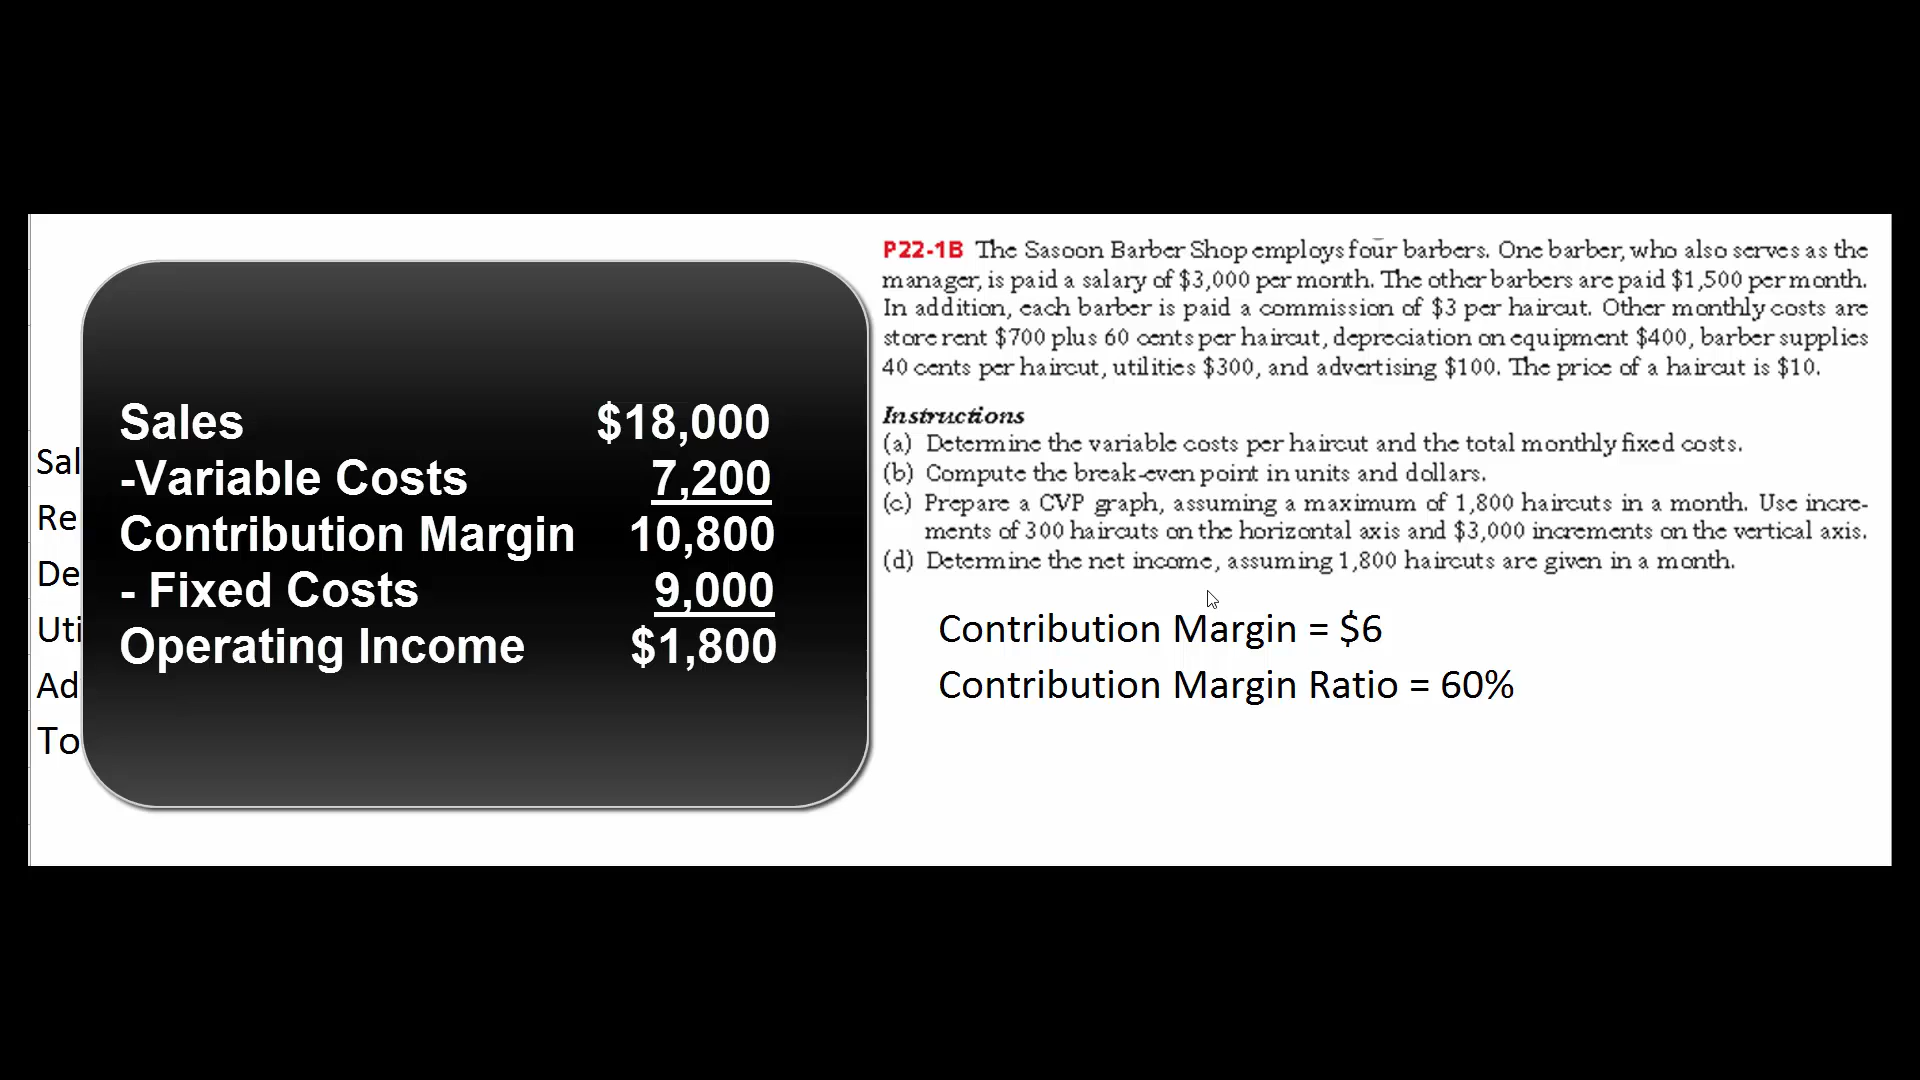 Sales $18,000
-Variable Costs 7,200
Contribution Margin 10,800
- Fixed Costs 9,000
Operating Income $1,800
Sal
Re
De
Uti
Ad
To
P22-1B The Sasoon Barber Shop employs four barbers. One barber, who also serves as the
manager, is paid a salary of $3,000 per month. The other barbers are paid $1,500 per month.
In addition, each barber is paid a commission of $3 per haircut. Other monthly costs are
store rent $700 plus 60 cents per haircut, depreciation on equipment $400, barber supplies
40 cents per haircut, utilities $300, and advertising $100. The price of a haircut is $10.
Instructions
(a) Determine the variable costs per haircut and the total monthly fixed costs.
(b) Compute the break-even point in units and dollars.
(c) Prepare a CVP graph, assuming a maximum of 1,800 haircuts in a month. Use incre-
ments of 300 haircuts on the horizontal axis and $3,000 increments on the vertical axis.
(d) Determine the net income, assuming 1,800 haircuts are given in a month.
Contribution Margin = $6
Contribution Margin Ratio = 60%